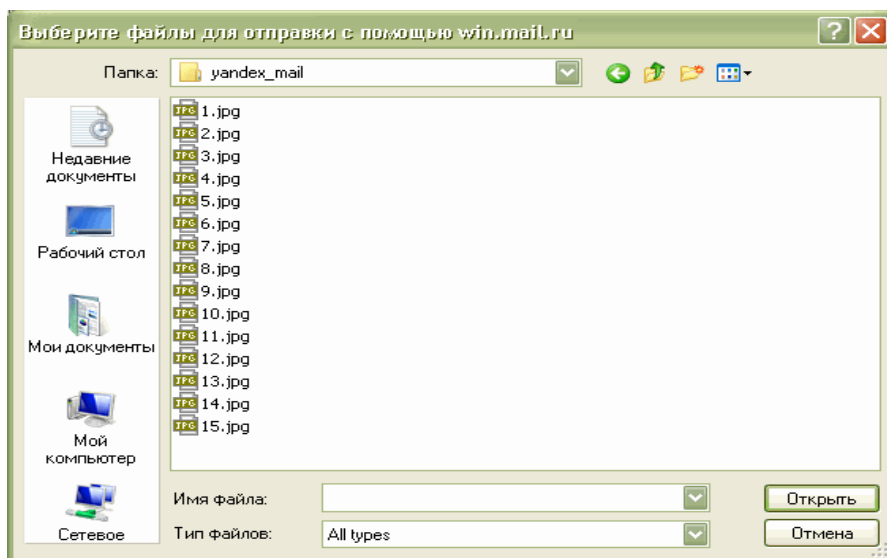 Выберите файлы для отправки с помощью win.mail.ru
Папка: yandex_mail
Недавние
документы
Рабочий стол
Мои документы
Мой
компьютер
Сетевое
1.jpg
2.jpg
3.jpg
4.jpg
5.jpg
6.jpg
7.jpg
8.jpg
9.jpg
10.jpg
11.jpg
12.jpg
13.jpg
14.jpg
15.jpg
Имя файла: Открыть
Тип файлов: All types Отмена